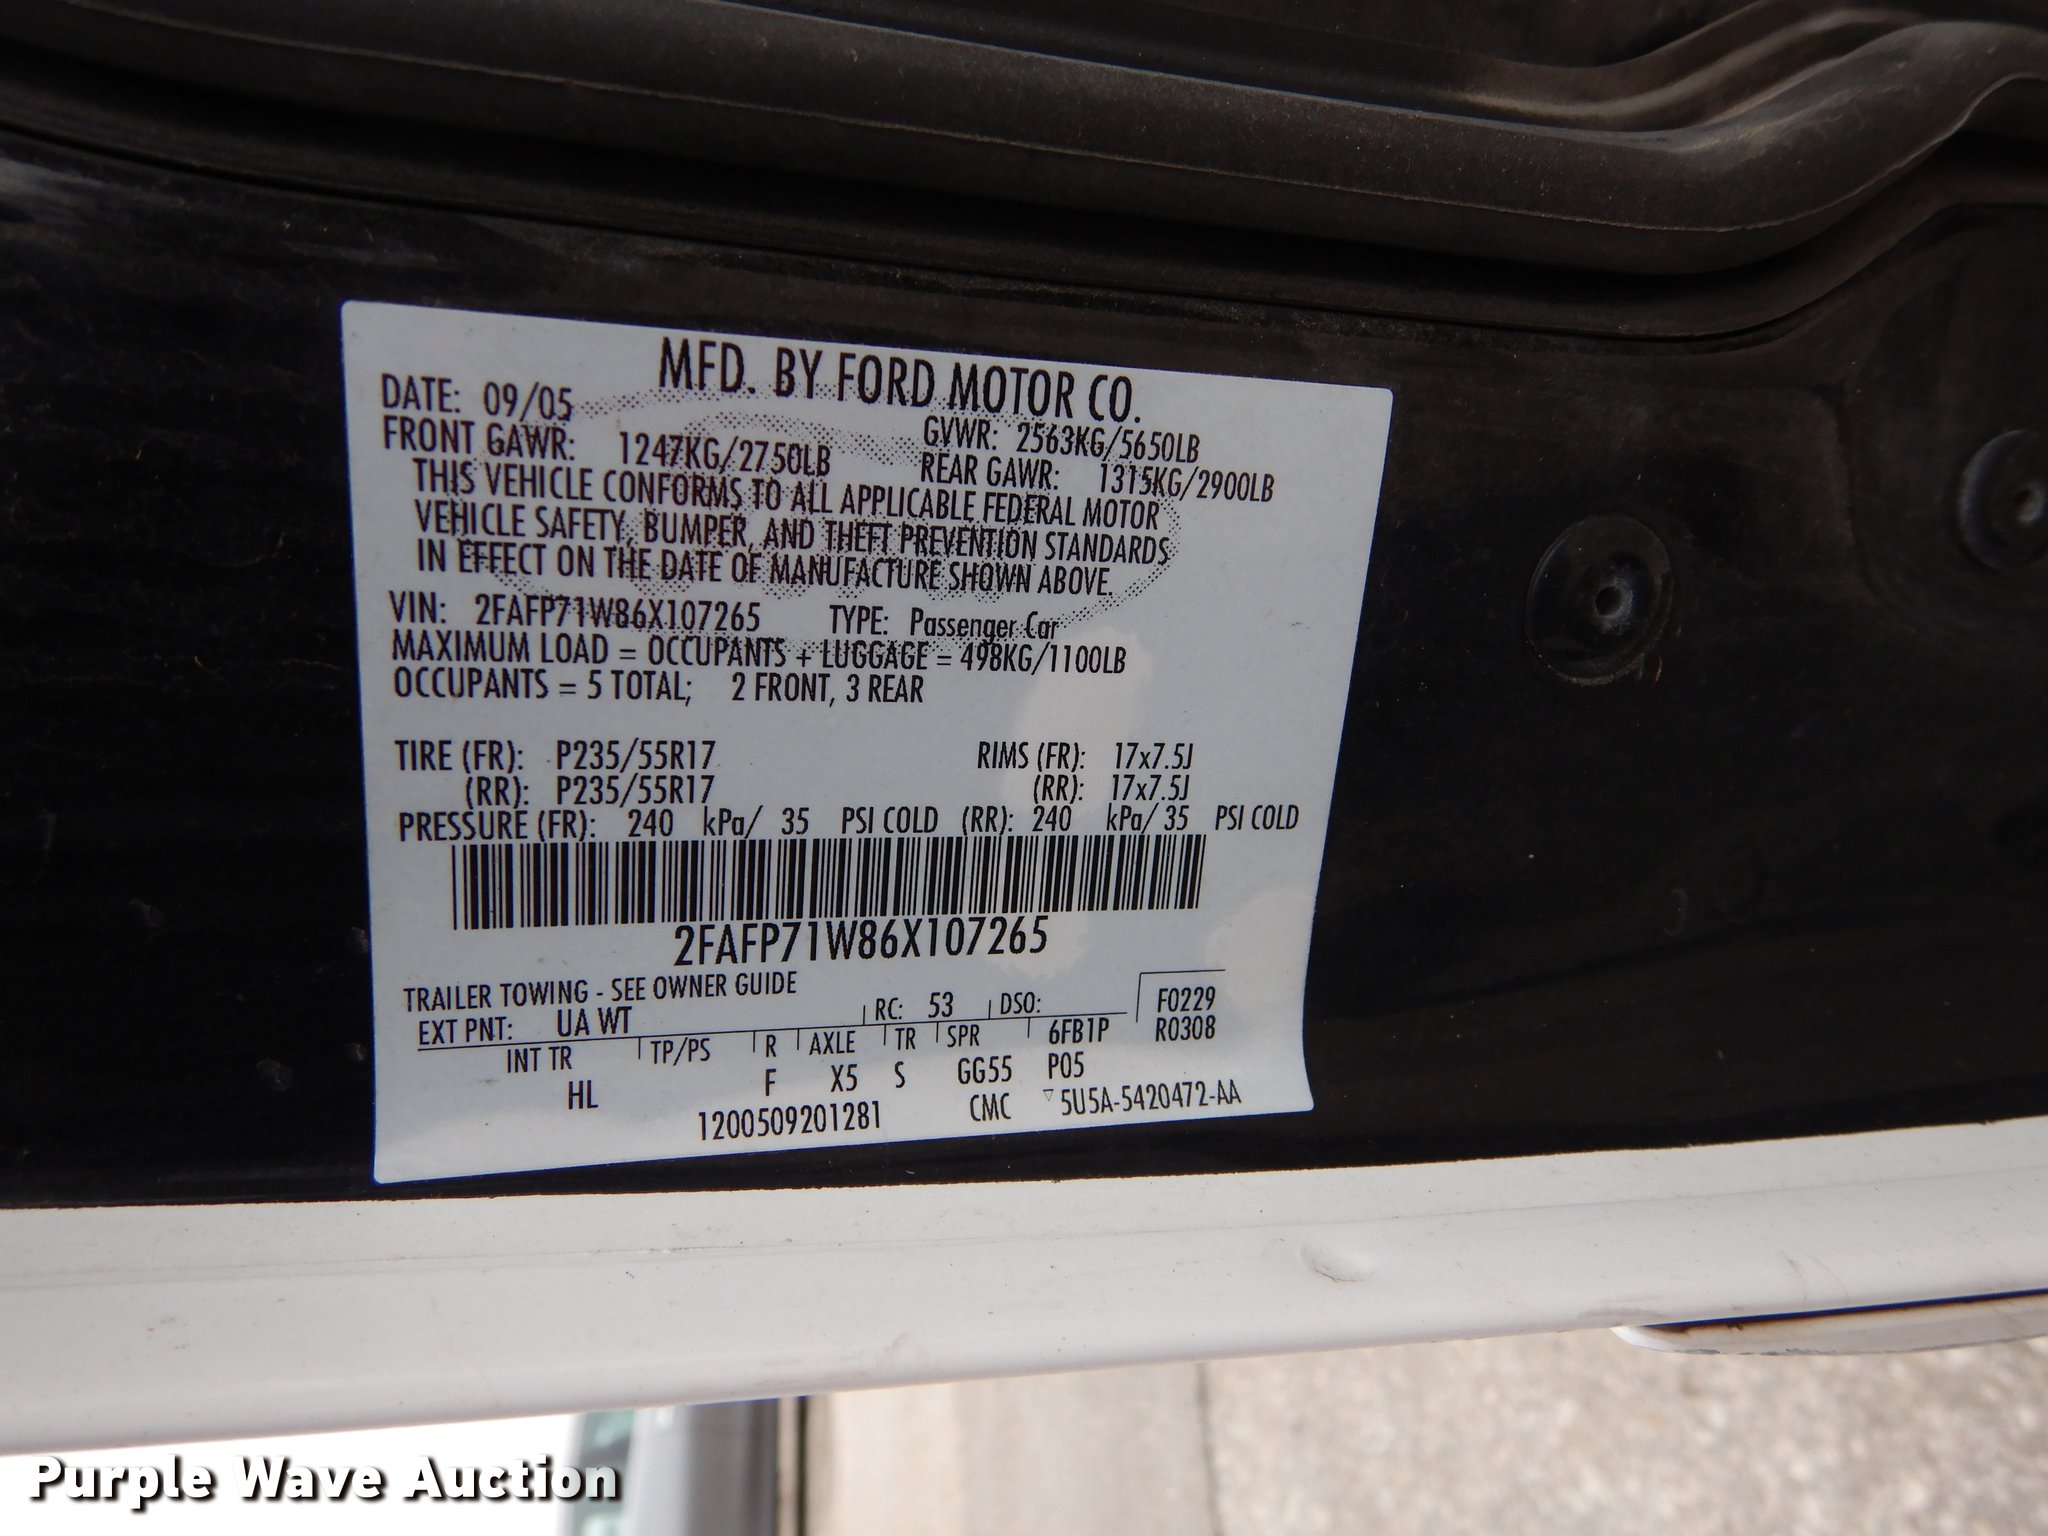 MFD. BY FORD MOTOR CO.
DATE: 09/05 GVWR: 2563KG/5650LB
FRONT GAWR: 1247KG/2750LB REAR GAWR: 1315KG/2900LB
THIS VEHICLE CONFORMS TO ALL APPLICABLE FEDERAL MOTOR
VEHICLE SAFETY, BUMPER, AND THEFT PREVENTION STANDARDS
IN EFFECT ON THE DATE OF MANUFACTURE SHOWN ABOVE.
VIN: 2FAFP71W86X107265 TYPE: Passenger Car
MAXIMUM LOAD = OCCUPANTS + LUGGAGE = 498KG/1100LB
OCCUPANTS = 5 TOTAL; 2 FRONT, 3 REAR
TIRE (FR): P235/55R17 RIMS (FR): 17x7.5J
(RR): P235/55R17 (RR): 17x7.5J
PRESSURE (FR): 240 kPa/ 35 PSI COLD (RR): 240 kPa/ 35 PSI COLD
2FAFP71W86X107265
TRAILER TOWING - SEE OWNER GUIDE F0229
EXT PNT: UA WT RC: 53 DSO: R0308
INT TR TP/PS R AXLE TR SPR 6FB1P
HL F X5 S GG55 P05
1200509201281 CMC ▽5U5A-5420472-AA
Purple Wave Auction